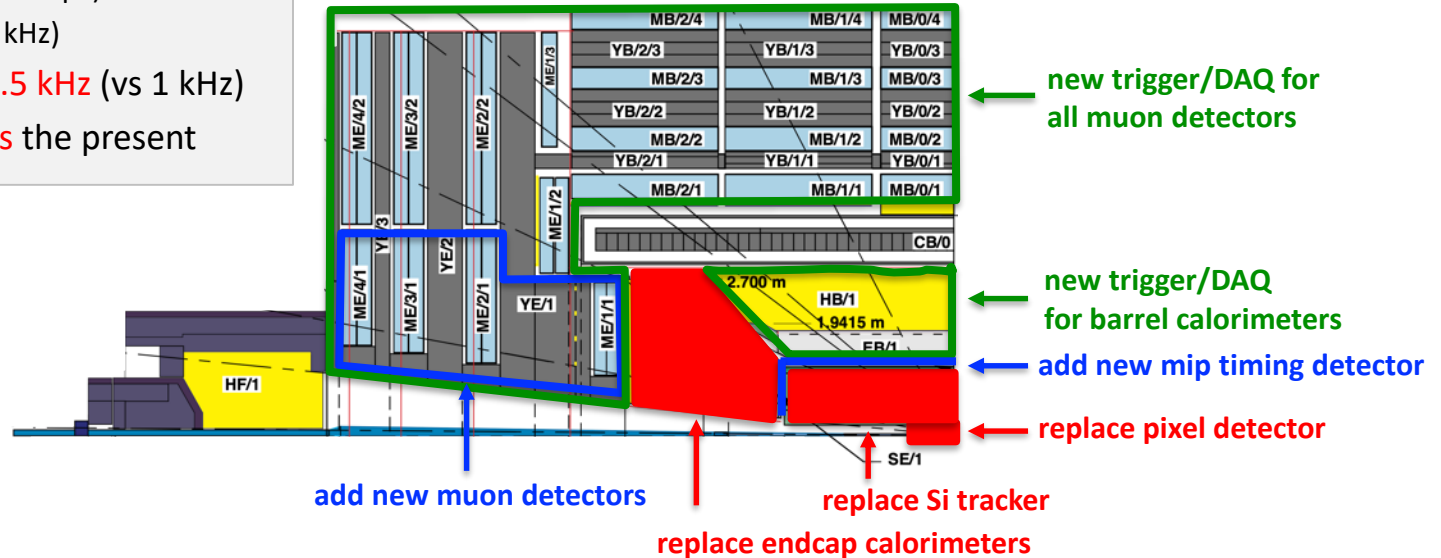 kHz)
.5 kHz (vs 1 kHz)
s the present
MB/2/4 MB/1/4 MB/0/4
YB/2/3 YB/1/3 YB/0/3
MB/2/3 MB/1/3 MB/0/3
YB/2/2 YB/1/2 YB/0/2
MB/2/2 MB/1/2 MB/0/2
YB/2/1 YB/1/1 YB/0/1
MB/2/1 MB/1/1 MB/0/1
ME/4/2
ME/3/2
ME/2/2
ME/1/3
ME/1/2
YE/3
YE/2
CB/0
ME/4/1
ME/3/1
ME/2/1
YE/1
ME/1/1
2.700 m
HB/1
1.9415 m
EB/1
HF/1
SE/1
new trigger/DAQ for
all muon detectors
new trigger/DAQ
for barrel calorimeters
add new mip timing detector
replace pixel detector
add new muon detectors
replace Si tracker
replace endcap calorimeters